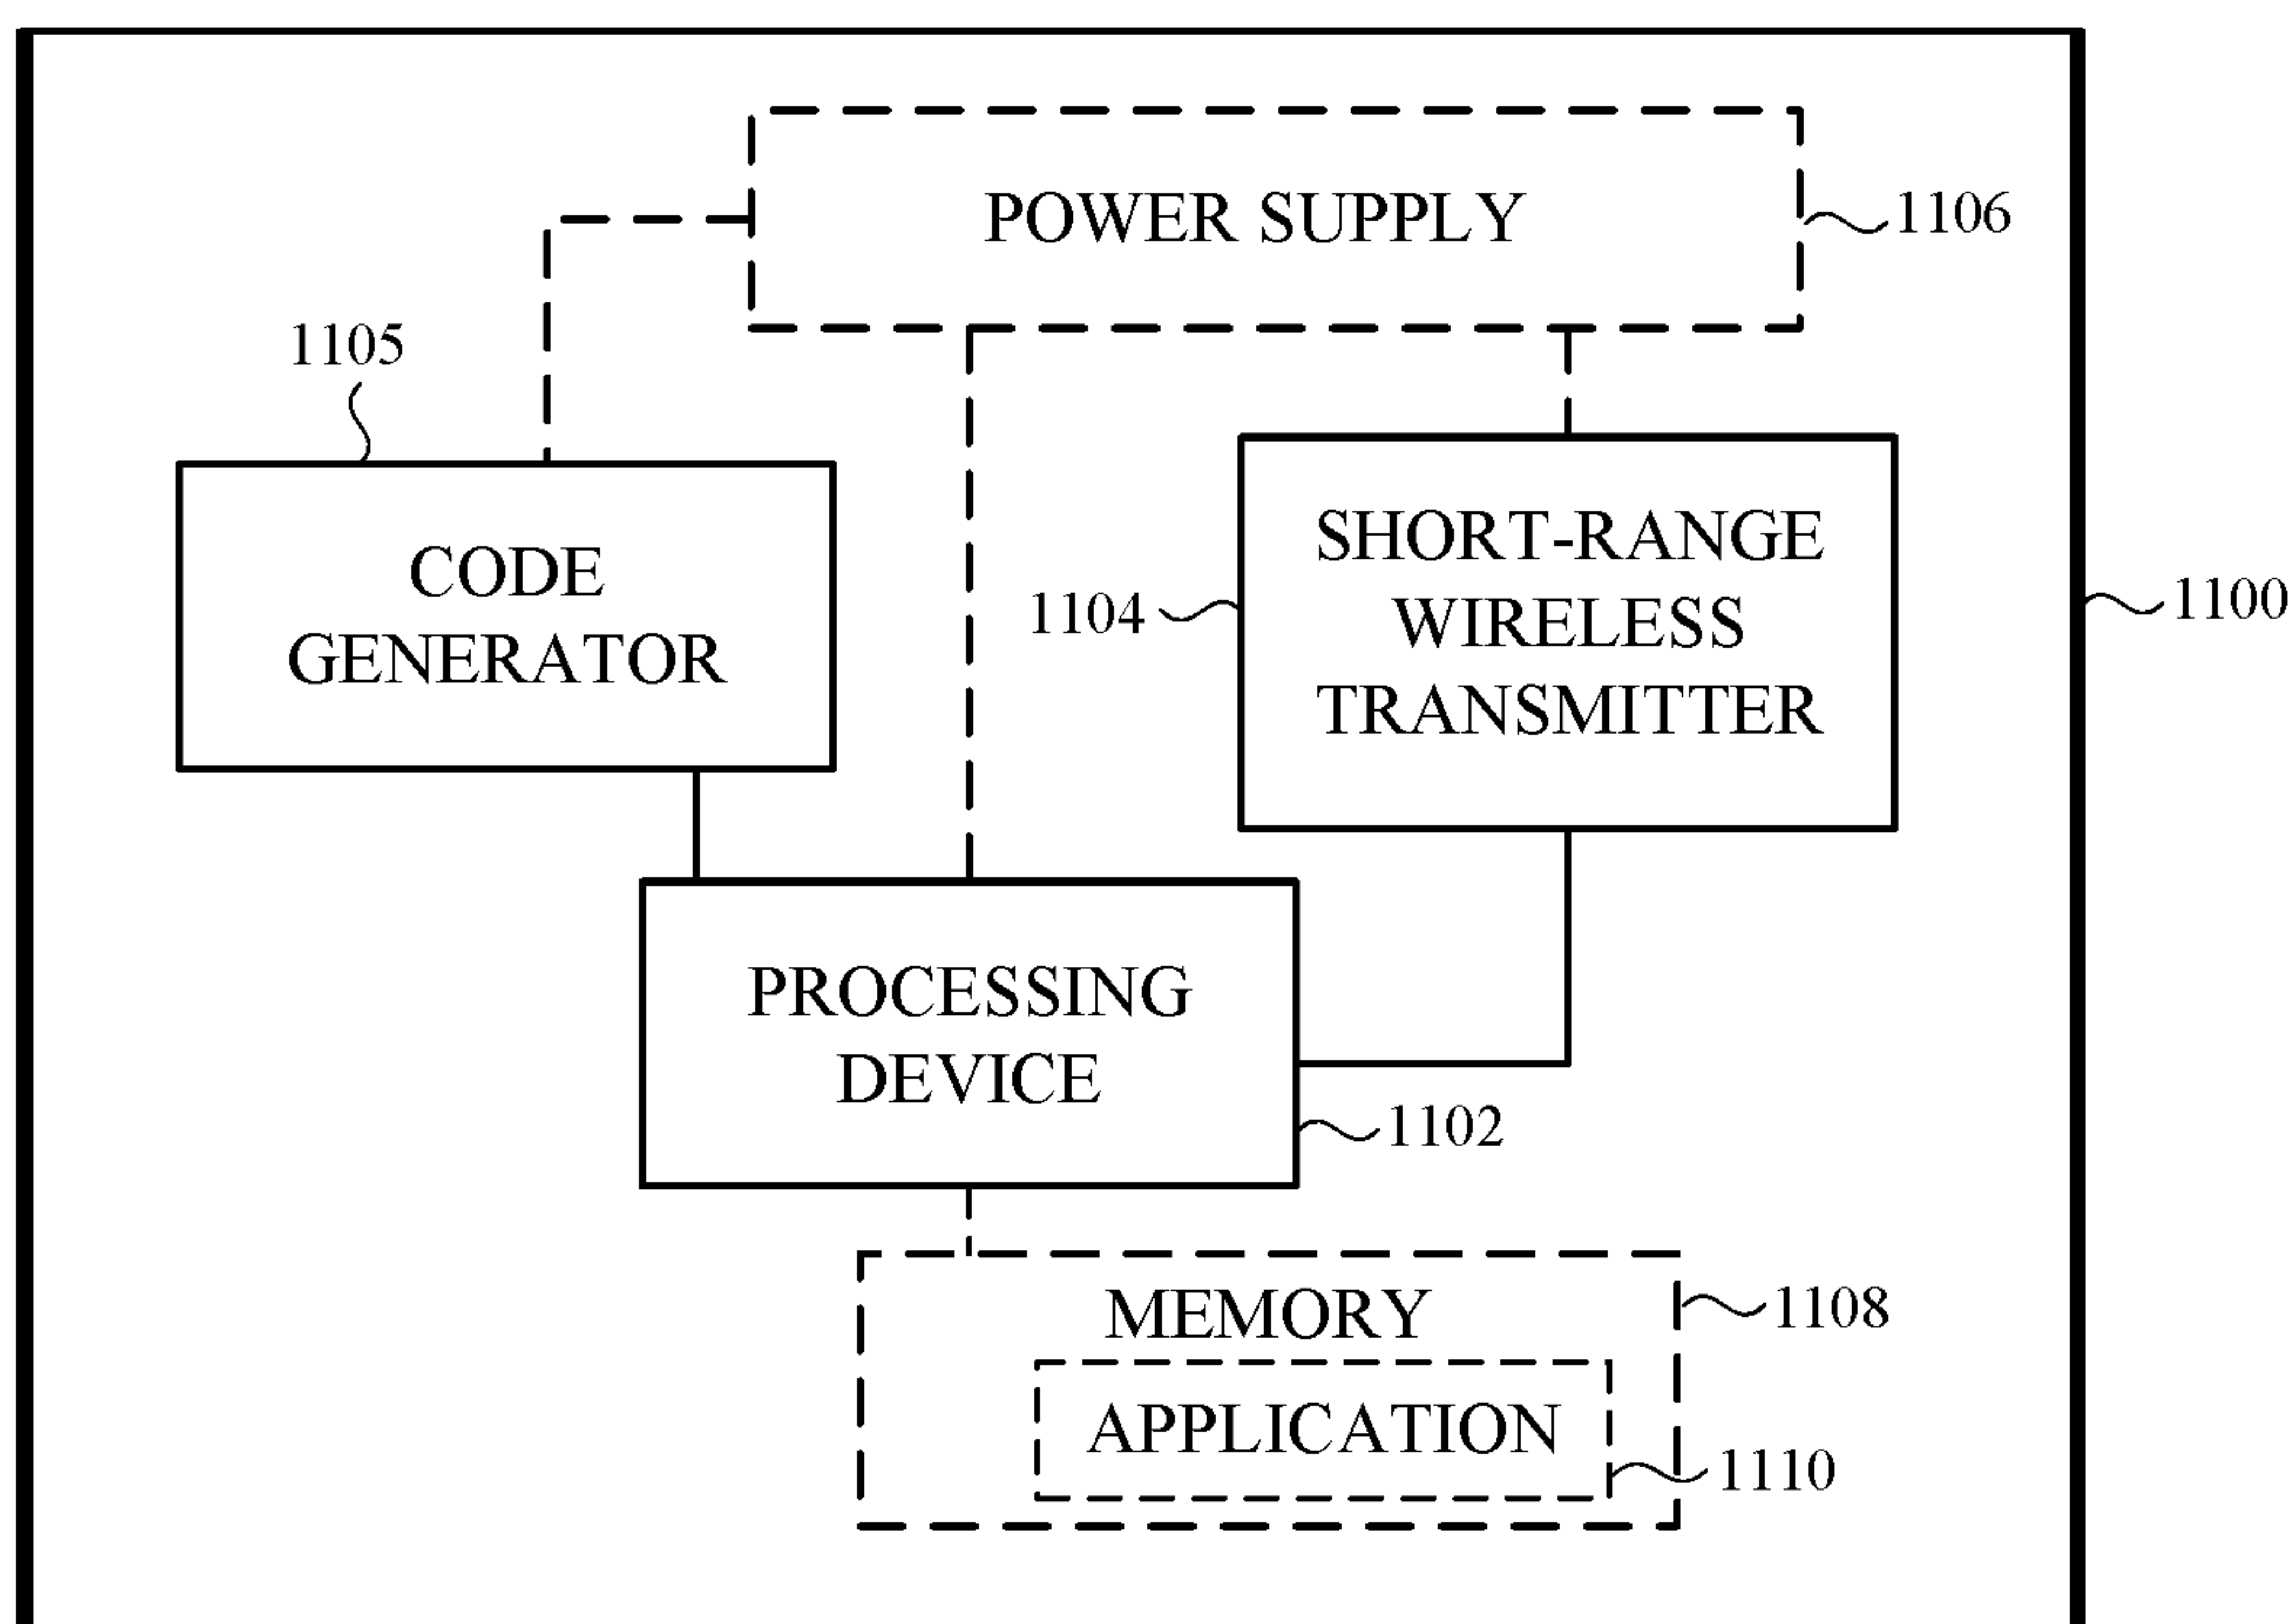 POWER SUPPLY
1106
1105
CODE
GENERATOR
1104
SHORT-RANGE
WIRELESS
TRANSMITTER
1100
PROCESSING
DEVICE
1102
MEMORY
1108
APPLICATION
1110